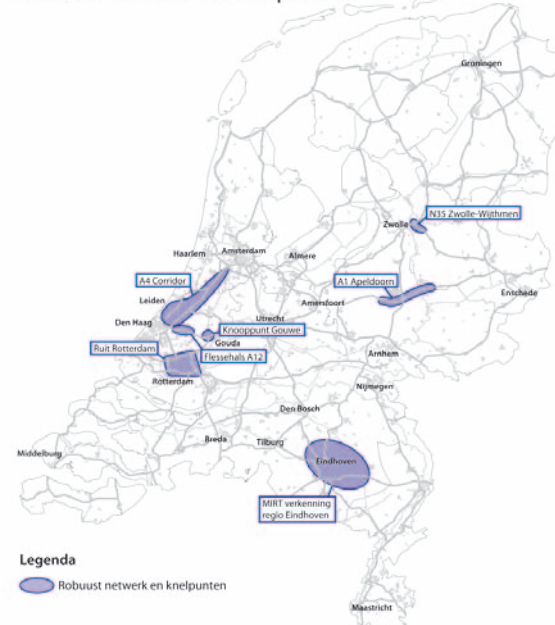 Groningen
N35 Zwolle-Wijthmen
Zwolle
Haarlem
Amsterdam
Almere
A4 Corridor
A1 Apeldoorn
Leiden
Amersfoort
Enschede
Den Haag
Utrecht
Knooppunt Gouwe
Gouda
Ruit Rotterdam
Flessehals A12
Arnhem
Rotterdam
Nijmegen
Den Bosch
Breda
Tilburg
Middelburg
Eindhoven
MIRT verkenning
regio Eindhoven
Legenda
Robuust netwerk en knelpunten
Maastricht